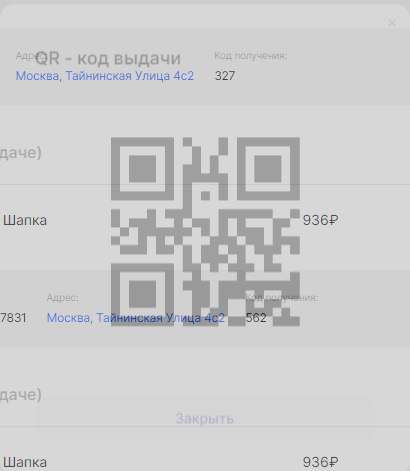 ×
Адрес: Код получения:
QR - код выдачи
Москва, Тайнинская Улица 4с2 327
даче)
Шапка 936₽
Адрес: Код получения:
7831 Москва, Тайнинская Улица 4с2 562
даче)
Закрыть
Шапка 936₽